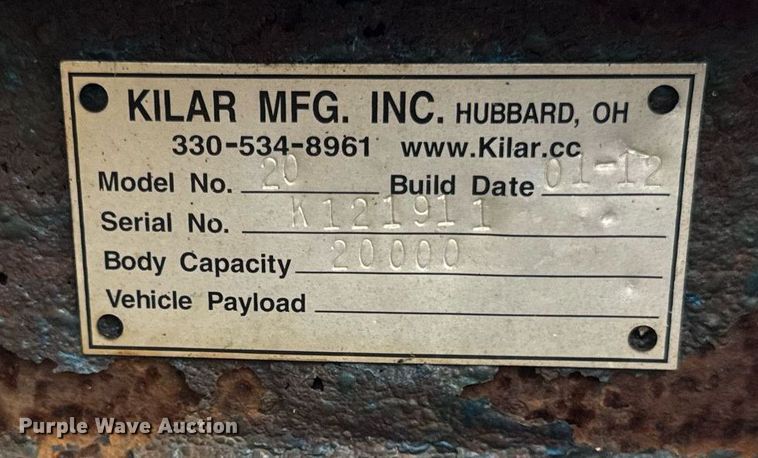 KILAR MFG. INC. HUBBARD, OH
330-534-8961 www.Kilar.cc
Model No. 20 Build Date 01-12
Serial No. K121911
Body Capacity 20000
Vehicle Payload
Purple Wave Auction